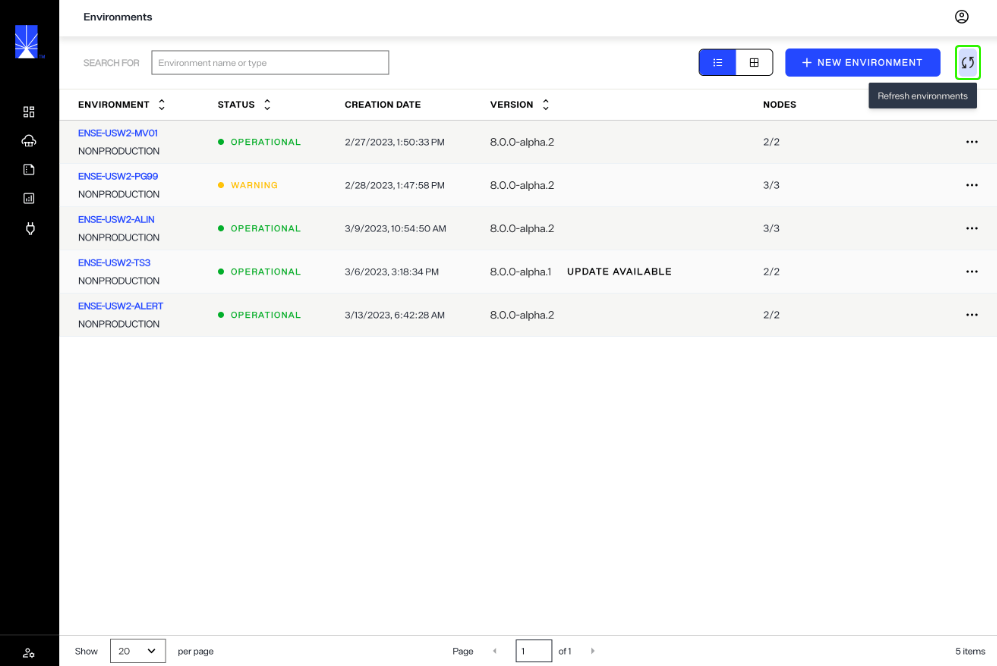 Environments
SEARCH FOR Environment name or type NEW ENVIRONMENT
Refresh environments
ENVIRONMENT STATUS CREATION DATE VERSION NODES
ENSE-USW2-MV01
NONPRODUCTION OPERATIONAL 2/27/2023, 1:50:33 PM 8.0.0-alpha.2 2/2
ENSE-USW2-PG99
NONPRODUCTION WARNING 2/28/2023, 1:47:58 PM 8.0.0-alpha.2 3/3
ENSE-USW2-ALIN
NONPRODUCTION OPERATIONAL 3/9/2023, 10:54:50 AM 8.0.0-alpha.2 3/3
ENSE-USW2-TS3
NONPRODUCTION OPERATIONAL 3/6/2023, 3:18:34 PM 8.0.0-alpha.1 UPDATE AVAILABLE 2/2
ENSE-USW2-ALERT
NONPRODUCTION OPERATIONAL 3/13/2023, 6:42:28 AM 8.0.0-alpha.2 2/2
Show 20 per page Page 1 of 1 5 items